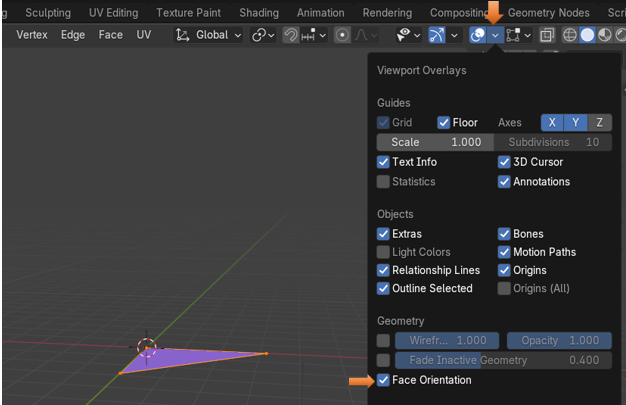 Sculpting UV Editing Texture Paint Shading Animation Rendering Compositing Geometry Nodes
Vertex Edge Face UV Global
Viewport Overlays
Guides
Grid Floor Axes X Y Z
Scale 1.000 Subdivisions 10
Text Info 3D Cursor
Statistics Annotations
Objects
Extras Bones
Light Colors Motion Paths
Relationship Lines Origins
Outline Selected Origins (All)
Geometry
Wirefr... 1.000 Opacity 1.000
Fade Inactive Geometry 0.400
Face Orientation